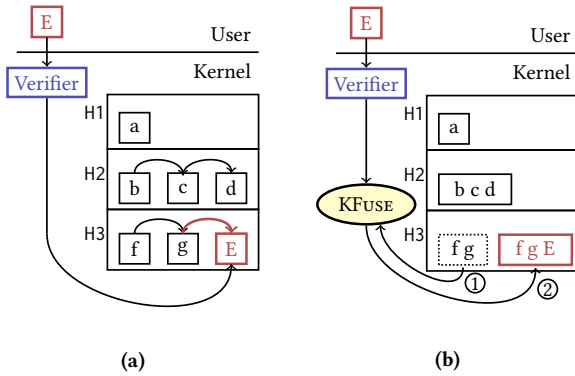 E
User
Kernel
Verifier
H1
a
H2
b c d
H3
f g E
(a)
E
User
Kernel
Verifier
H1
a
H2
b c d
KFUSE
H3
f g
f g E
① ②
(b)